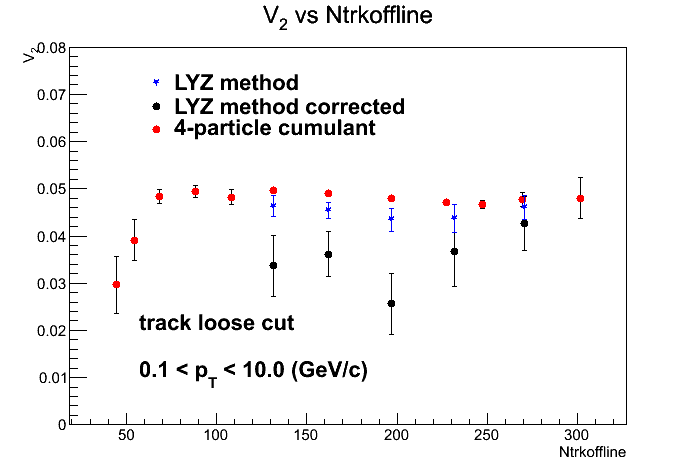 V2 vs Ntrkoffline
V2
0.08
0.07
0.06
0.05
0.04
0.03
0.02
0.01
0
LYZ method
LYZ method corrected
4-particle cumulant
track loose cut
0.1 < pT < 10.0 (GeV/c)
50 100 150 200 250 300
Ntrkoffline